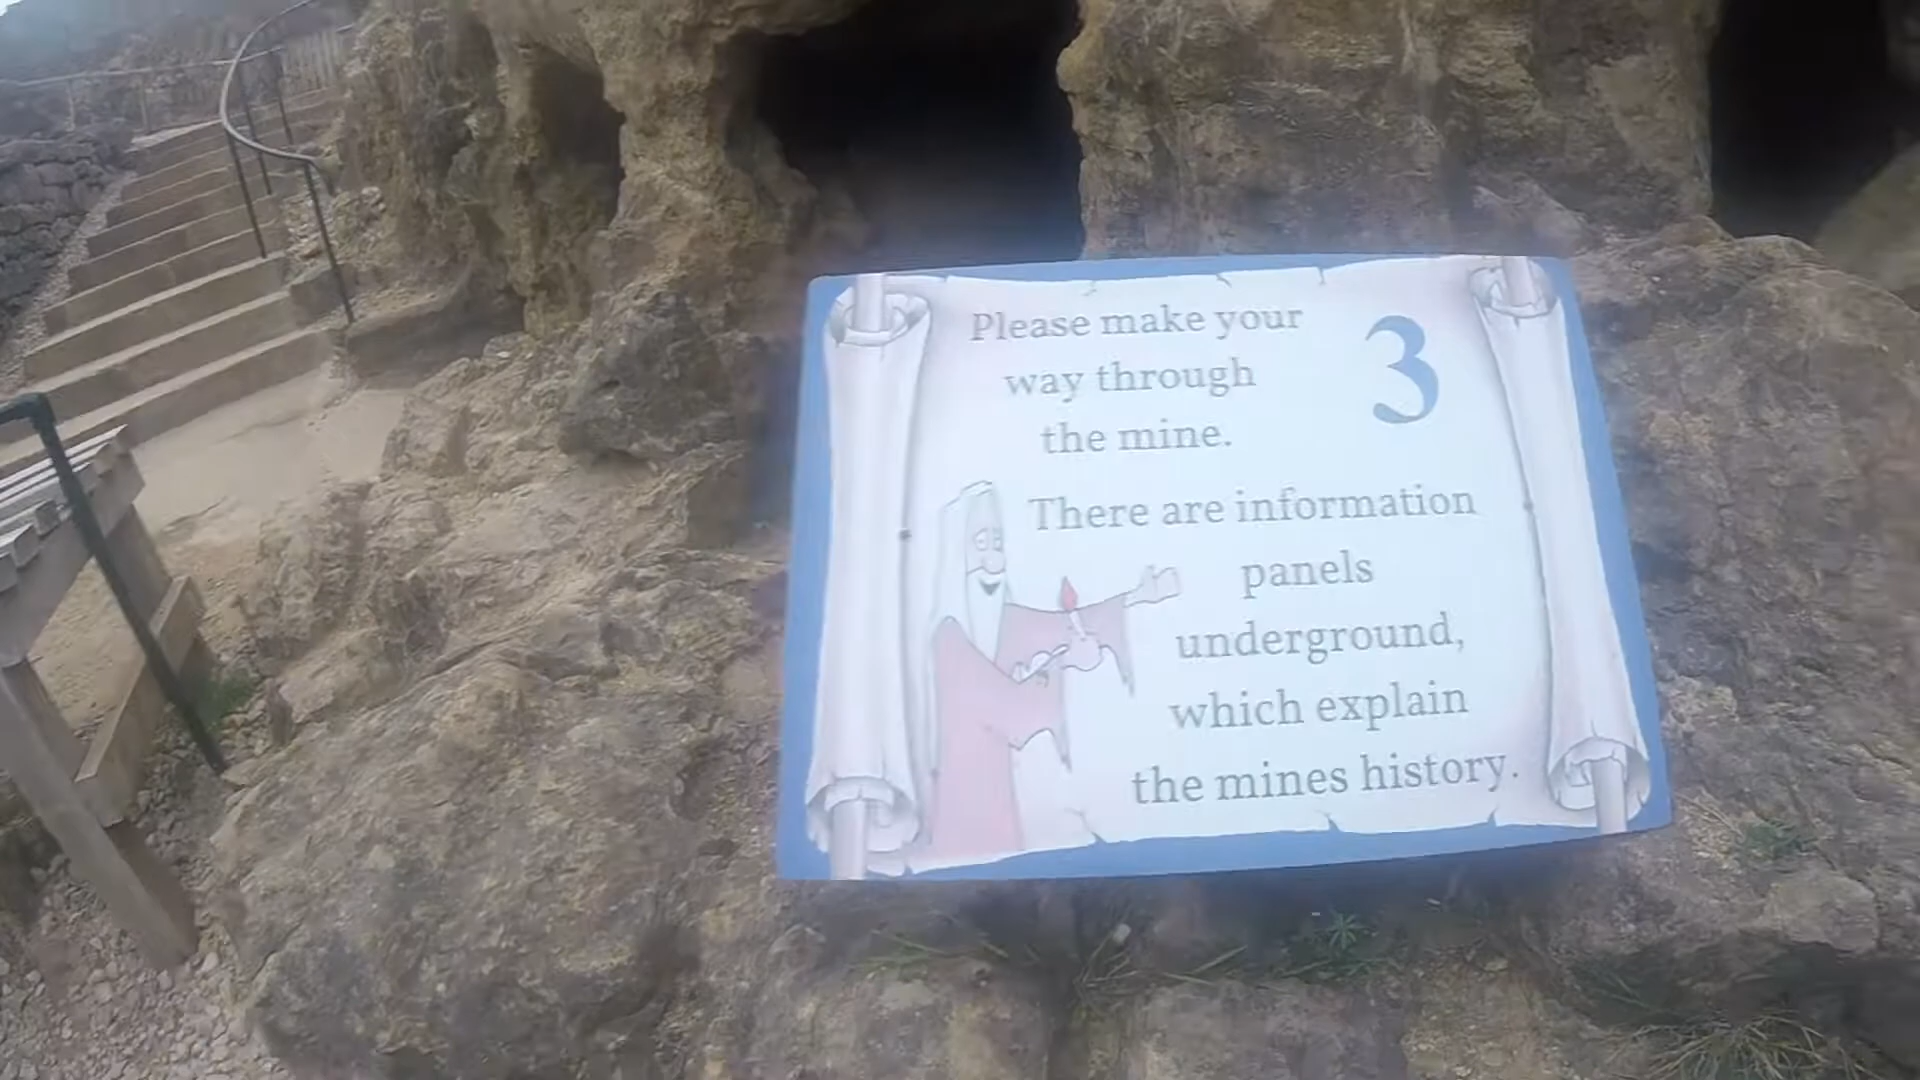 Please make your
way through
the mine.
3
There are information
panels
underground,
which explain
the mines history.